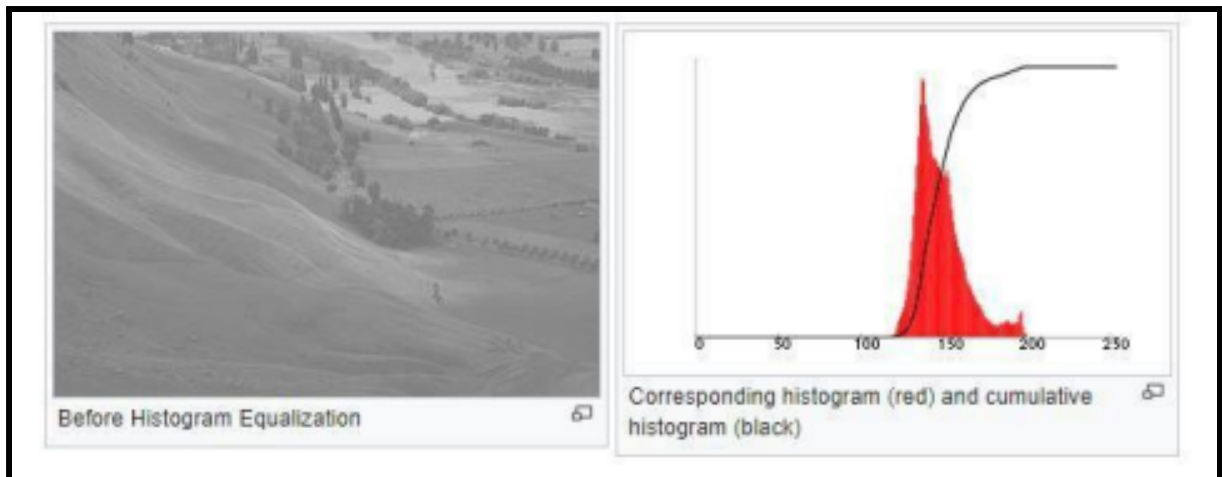 0 50 100 150 200 250
Before Histogram Equalization
Corresponding histogram (red) and cumulative
histogram (black)